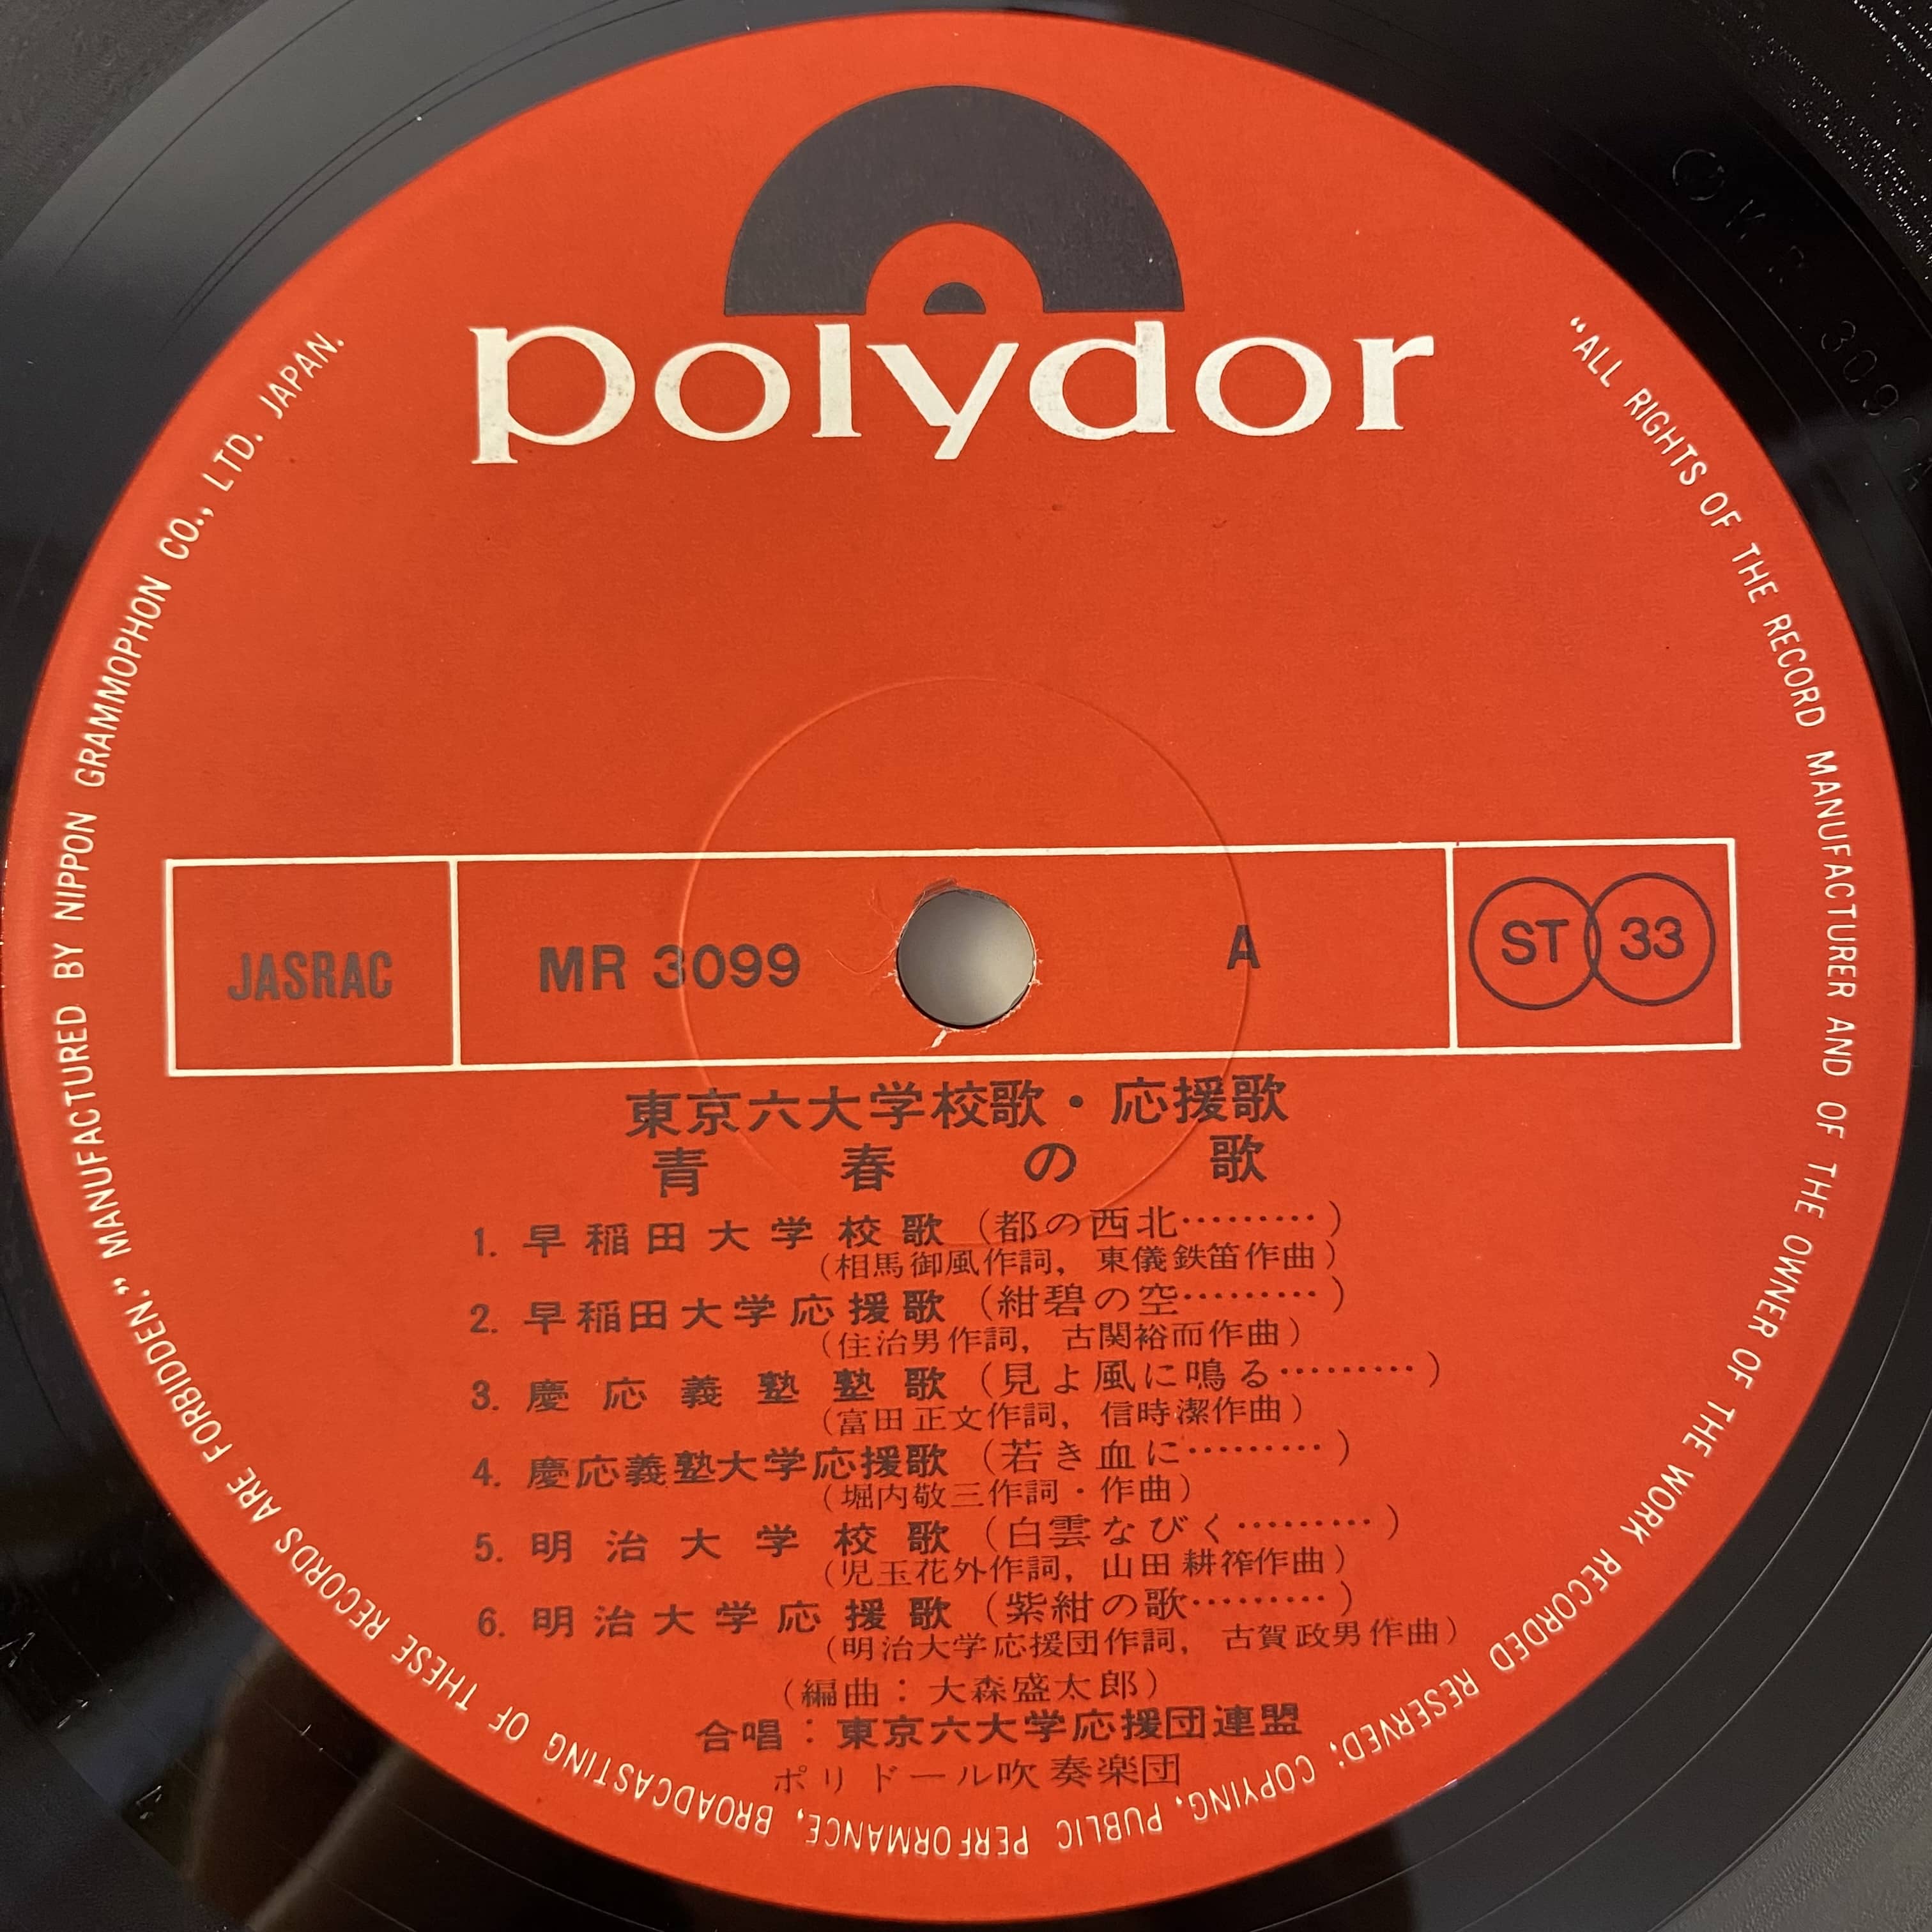 polydor
JASRAC
MR 3099
A
ST 33
東京六大学校歌・応援歌
青春の歌
1. 早稲田大学校歌 (都の西北………)
(相馬御風作詞, 東儀鉄笛作曲)
2. 早稲田大学応援歌 (紺碧の空………)
(住治男作詞, 古関裕而作曲)
3. 慶応義塾塾歌 (見よ風に鳴る………)
(富田正文作詞, 信時潔作曲)
4. 慶応義塾大学応援歌 (若き血に………)
(堀内敬三作詞・作曲)
5. 明治大学校歌 (白雲なびく………)
(児玉花外作詞, 山田耕筰作曲)
6. 明治大学応援歌 (紫紺の歌………)
(明治大学応援団作詞, 古賀政男作曲)
(編曲：大森盛太郎)
合唱：東京六大学応援団連盟
ポリドール吹奏楽団
“ALL RIGHTS OF THE RECORD MANUFACTURER AND OF THE OWNER OF THE WORK RECORDED RESERVED; COPYING, PUBLIC PERFORMANCE, BROADCASTING OF THESE RECORDS ARE FORBIDDEN.” MANUFACTURED BY NIPPON GRAMMOPHON CO., LTD. JAPAN.